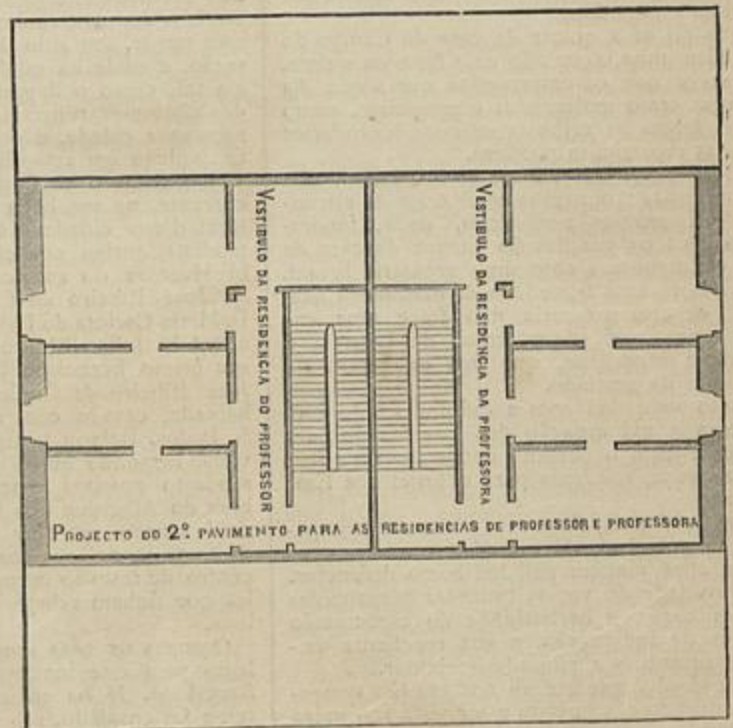 VESTIBULO DA RESIDENCIA DO PROFESSOR
VESTIBULO DA RESIDENCIA DA PROFESSORA
PROJECTO DO 2º. PAVIMENTO PARA AS RESIDENCIAS DE PROFESSOR E PROFESSORA